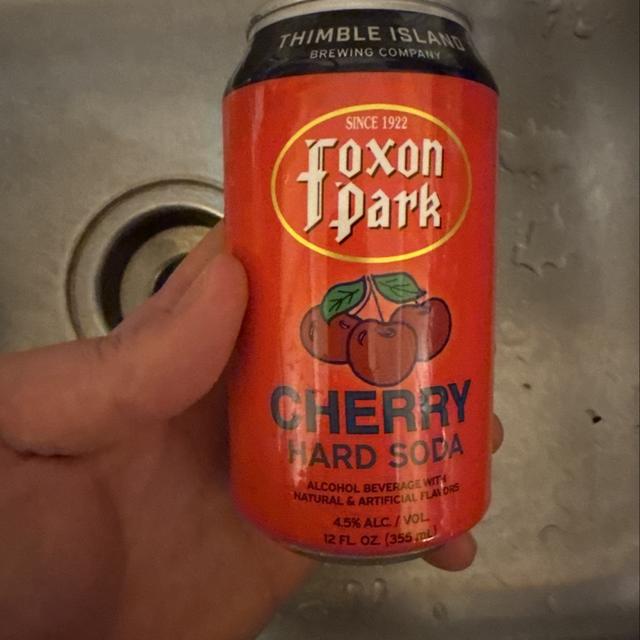 THIMBLE ISLAND
BREWING COMPANY
SINCE 1922
Foxon
Park
CHERRY
HARD SODA
ALCOHOL BEVERAGE WITH
NATURAL & ARTIFICIAL FLAVORS
4.5% ALC. / VOL.
12 FL. OZ. (355 mL)